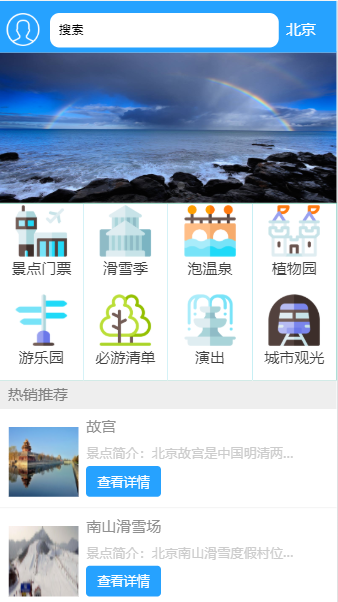 搜索 北京
景点门票 滑雪季 泡温泉 植物园
游乐园 必游清单 演出 城市观光
热销推荐
故宫
景点简介：北京故宫是中国明清两...
查看详情
南山滑雪场
景点简介：北京南山滑雪度假村位...
查看详情